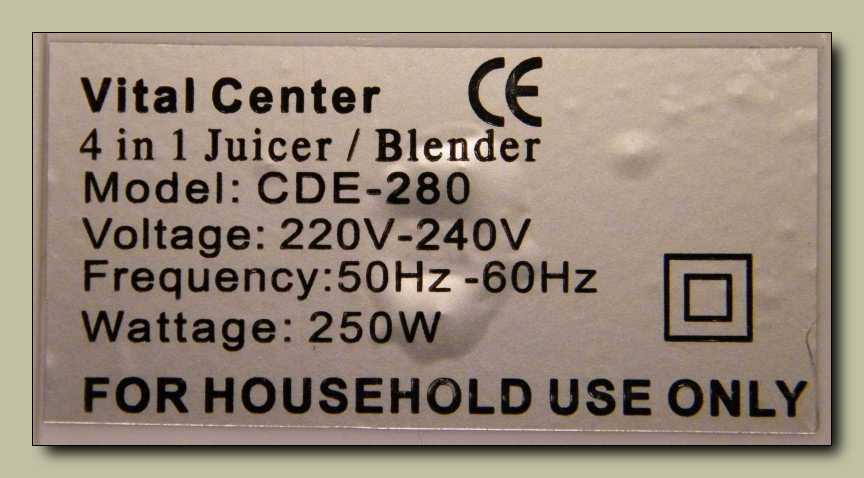 Vital Center CE
4 in 1 Juicer / Blender
Model: CDE-280
Voltage: 220V-240V
Frequency:50Hz -60Hz
Wattage: 250W
FOR HOUSEHOLD USE ONLY